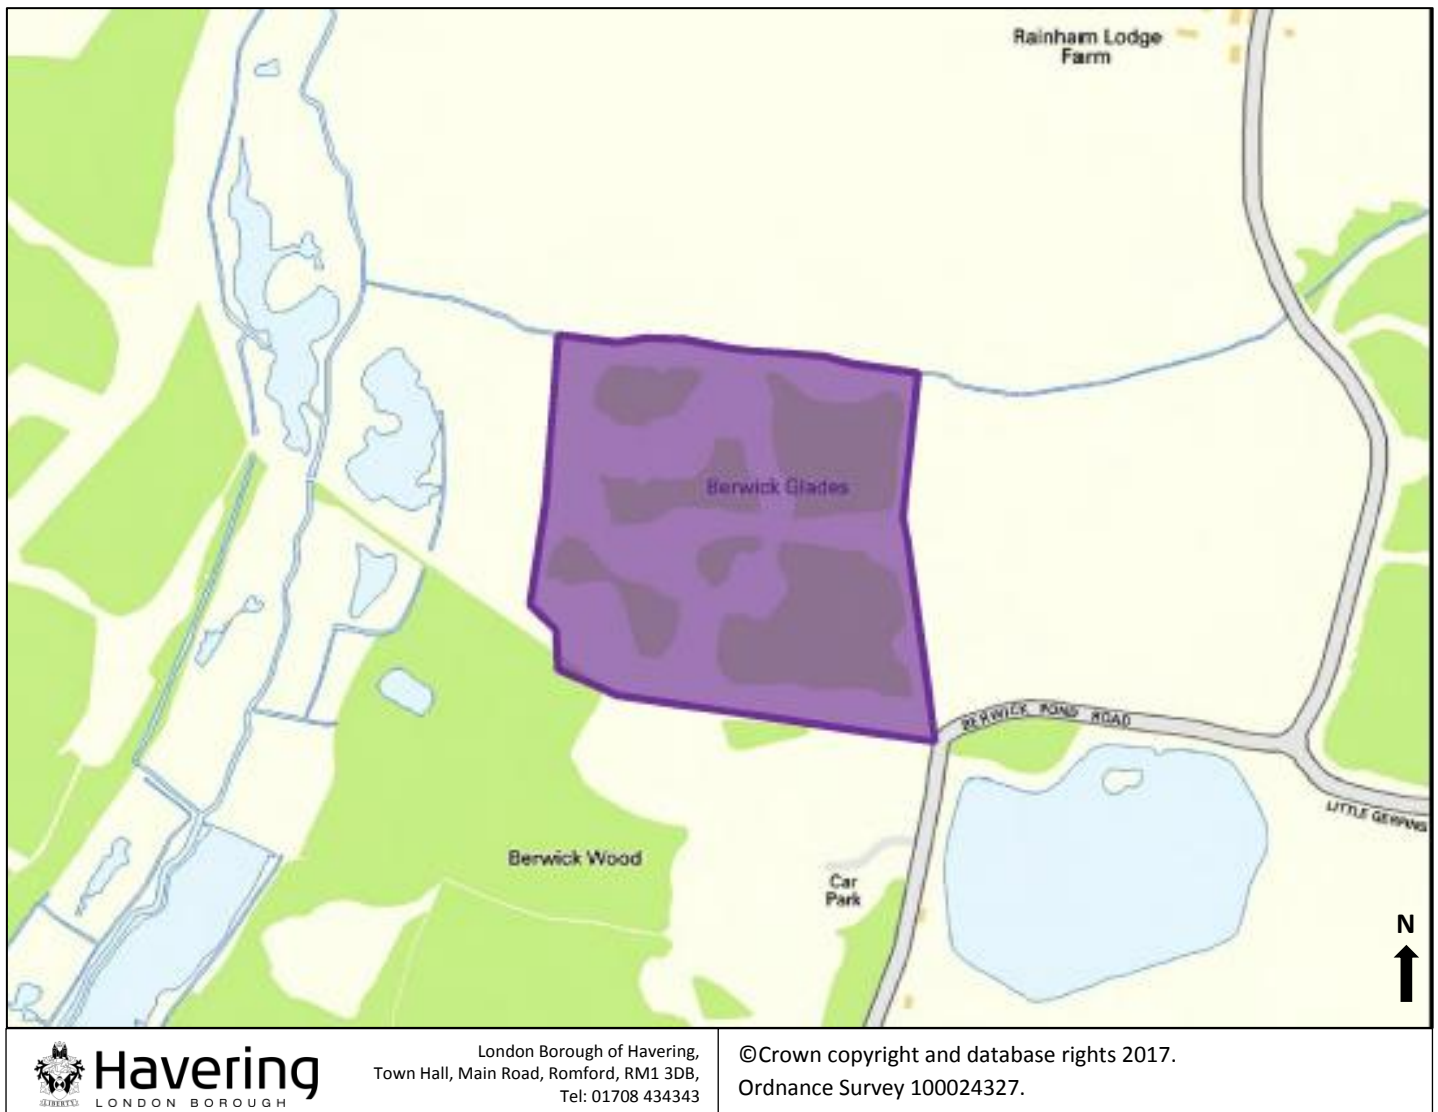 Rainham Lodge
Farm
Berwick Glades
BERWICK POND ROAD
LITTLE GERPINS
Berwick Wood
Car
Park
N
Havering
LONDON BOROUGH
LIBERTY
London Borough of Havering,
Town Hall, Main Road, Romford, RM1 3DB,
Tel: 01708 434343
©Crown copyright and database rights 2017.
Ordnance Survey 100024327.